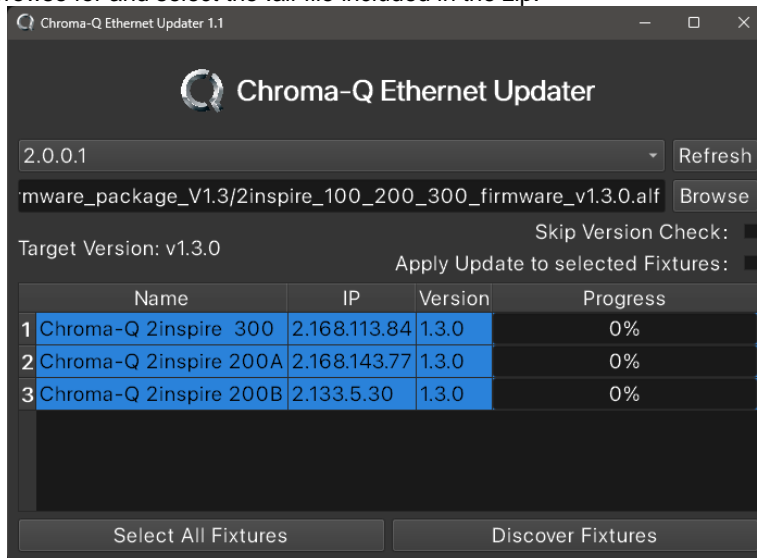 Chroma-Q Ethernet Updater 1.1
Chroma-Q Ethernet Updater
2.0.0.1 Refresh
mware_package_V1.3/2inspire_100_200_300_firmware_v1.3.0.alf Browse
Skip Version Check:
Target Version: v1.3.0
Apply Update to selected Fixtures:
Name IP Version Progress
1 Chroma-Q 2inspire 300 2.168.113.84 1.3.0 0%
2 Chroma-Q 2inspire 200A 2.168.143.77 1.3.0 0%
3 Chroma-Q 2inspire 200B 2.133.5.30 1.3.0 0%
Select All Fixtures Discover Fixtures